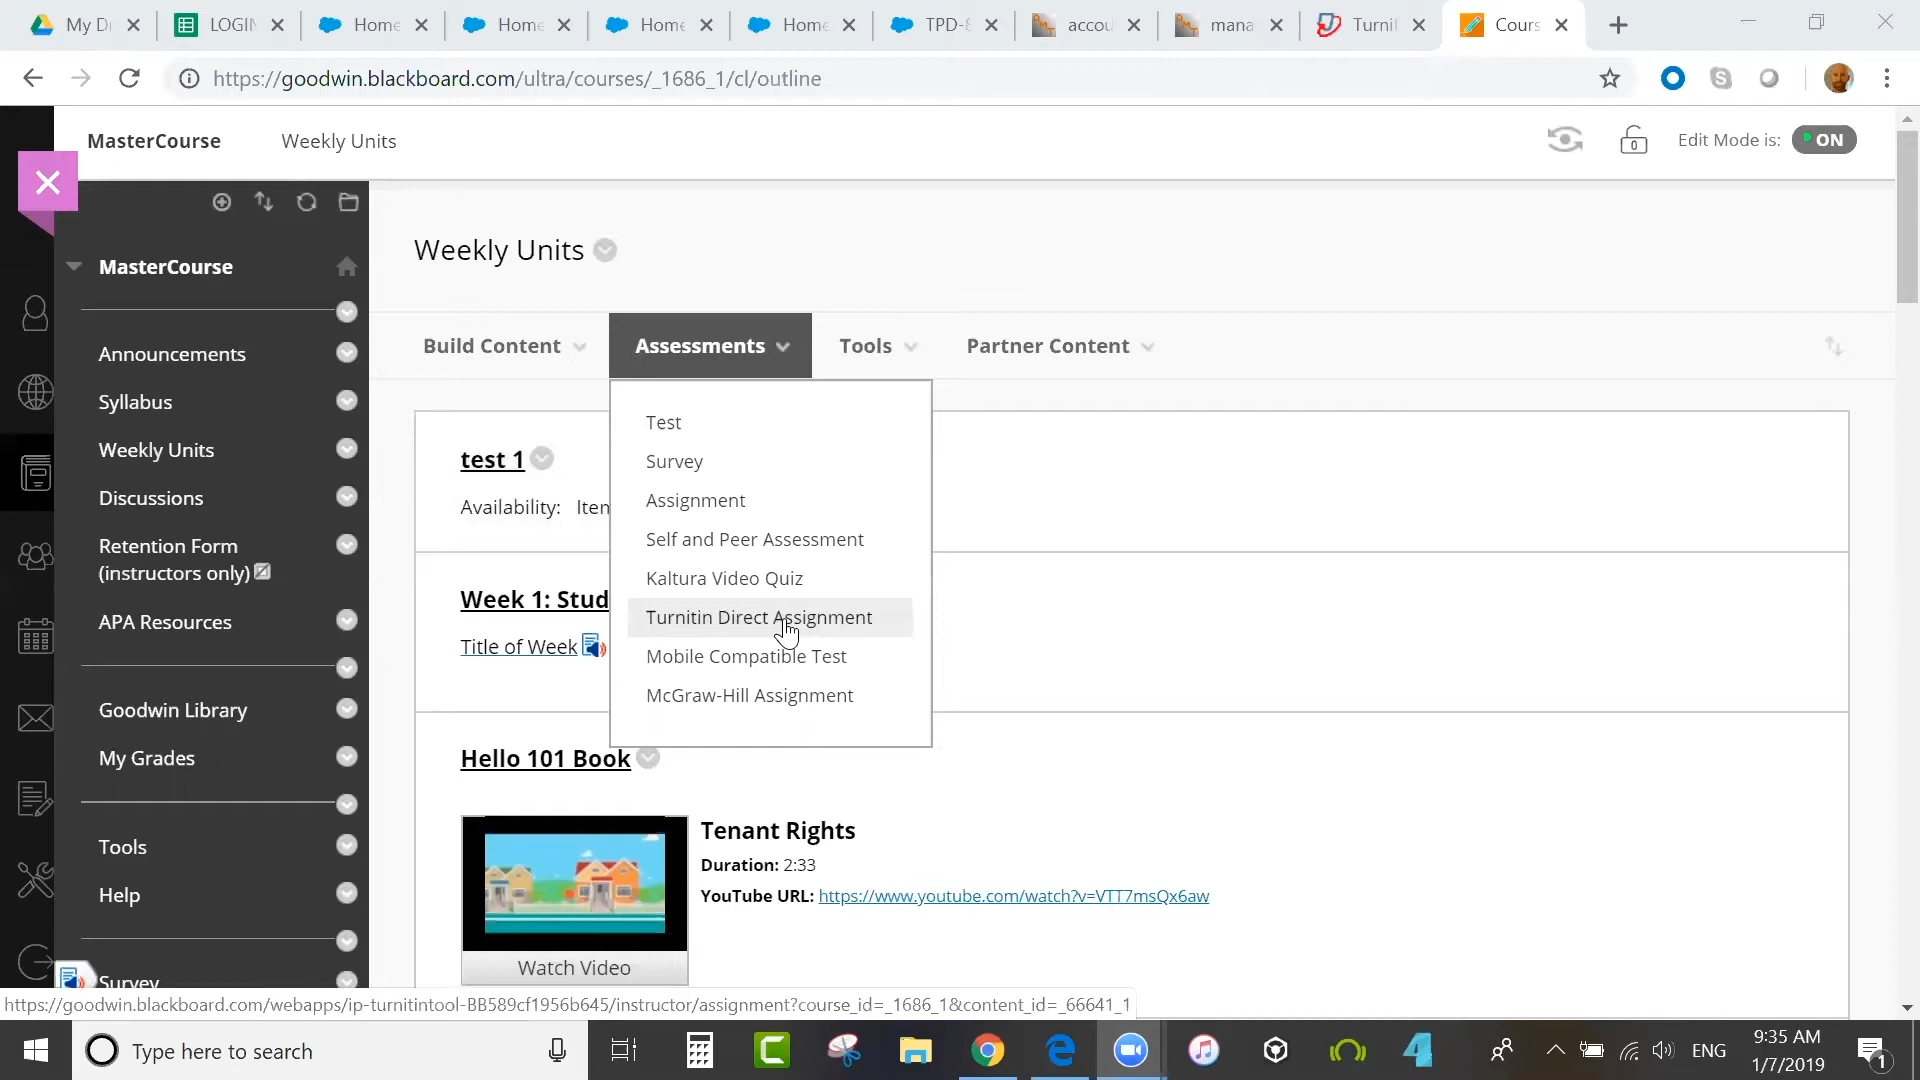 My D
LOGIN
Home
Home
Home
Home
TPD-8
accou
mana
Turnit
Cours
https://goodwin.blackboard.com/ultra/courses/_1686_1/cl/outline
MasterCourse
Weekly Units
Edit Mode is:
ON
MasterCourse
Announcements
Syllabus
Weekly Units
Discussions
Retention Form
(instructors only)
APA Resources
Goodwin Library
My Grades
Tools
Help
Survey
Weekly Units
Build Content
Assessments
Tools
Partner Content
Test
Survey
Assignment
Self and Peer Assessment
Kaltura Video Quiz
Turnitin Direct Assignment
Mobile Compatible Test
McGraw-Hill Assignment
test 1
Availability: Iten
Week 1: Stud
Title of Week
Hello 101 Book
Watch Video
Tenant Rights
Duration: 2:33
YouTube URL: https://www.youtube.com/watch?v=VTT7msQx6aw
https://goodwin.blackboard.com/webapps/ip-turnitintool-BB589cf1956b645/instructor/assignment?course_id=_1686_1&content_id=_66641_1
Type here to search
ENG
9:35 AM
1/7/2019
1